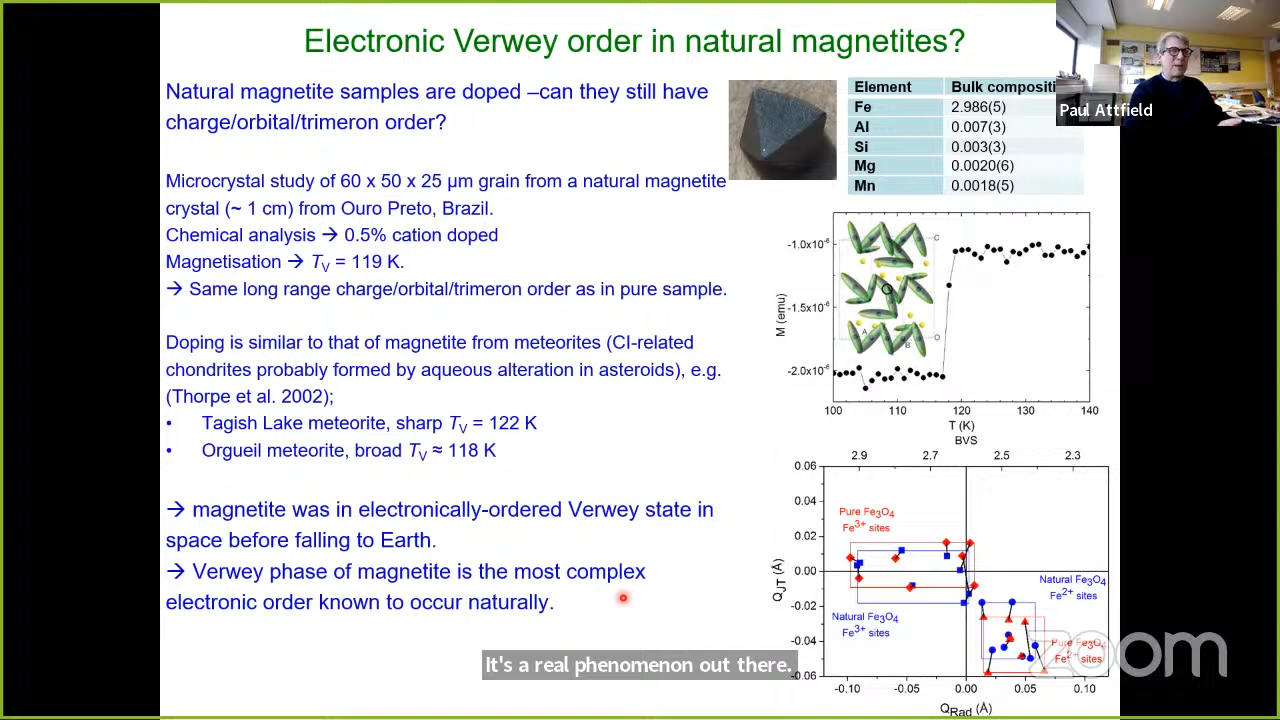 Electronic Verwey order in natural magnetites?
Natural magnetite samples are doped –can they still have
charge/orbital/trimeron order?
Microcrystal study of 60 x 50 x 25 μm grain from a natural magnetite
crystal (~ 1 cm) from Ouro Preto, Brazil.
Chemical analysis → 0.5% cation doped
Magnetisation → TV = 119 K.
→ Same long range charge/orbital/trimeron order as in pure sample.
Doping is similar to that of magnetite from meteorites (CI-related
chondrites probably formed by aqueous alteration in asteroids), e.g.
(Thorpe et al. 2002);
• Tagish Lake meteorite, sharp TV = 122 K
• Orgueil meteorite, broad TV ≈ 118 K
→ magnetite was in electronically-ordered Verwey state in
space before falling to Earth.
→ Verwey phase of magnetite is the most complex
electronic order known to occur naturally.
Element Bulk compositi
Fe 2.986(5)
Al 0.007(3)
Si 0.003(3)
Mg 0.0020(6)
Mn 0.0018(5)
Paul Attfield
-1.0x10-6
-1.5x10-6
-2.0x10-6
M (emu)
C
A
B
O
100 110 120 130 140
T (K)
BVS
2.9 2.7 2.5 2.3
0.06
0.04
0.02
0.00
-0.02
-0.04
-0.06
QJT (Å)
Pure Fe3O4
Fe3+ sites
Natural Fe3O4
Fe2+ sites
Natural Fe3O4
Fe3+ sites
Pure Fe3O4
Fe2+ sites
-0.10 -0.05 0.00 0.05 0.10
QRad (Å)
It's a real phenomenon out there.
zoom